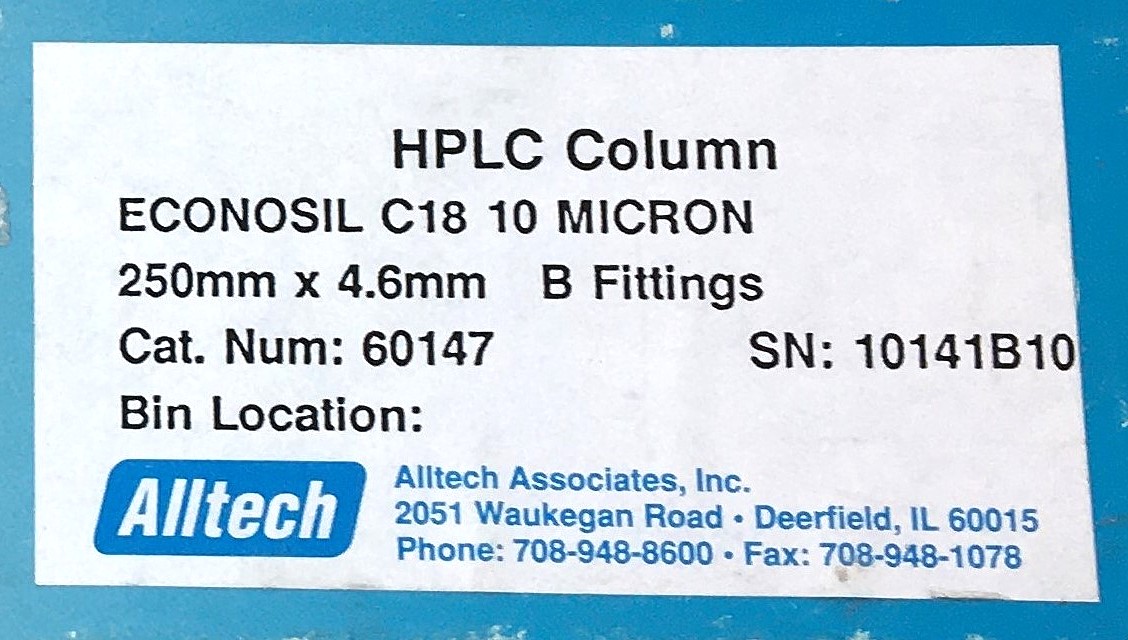 HPLC Column
ECONOSIL C18 10 MICRON
250mm x 4.6mm B Fittings
Cat. Num: 60147 SN: 10141B10
Bin Location:
Alltech
Alltech Associates, Inc.
2051 Waukegan Road • Deerfield, IL 60015
Phone: 708-948-8600 • Fax: 708-948-1078